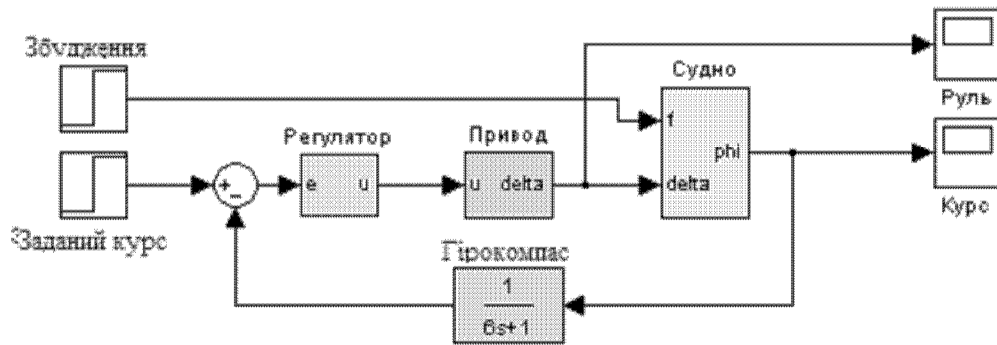 Збудження
Судно
Руль
f
Регулятор
Привод
phi
+
-
e u
u delta
delta
Курс
Заданий курс
Гірокомпас
1
6s+1